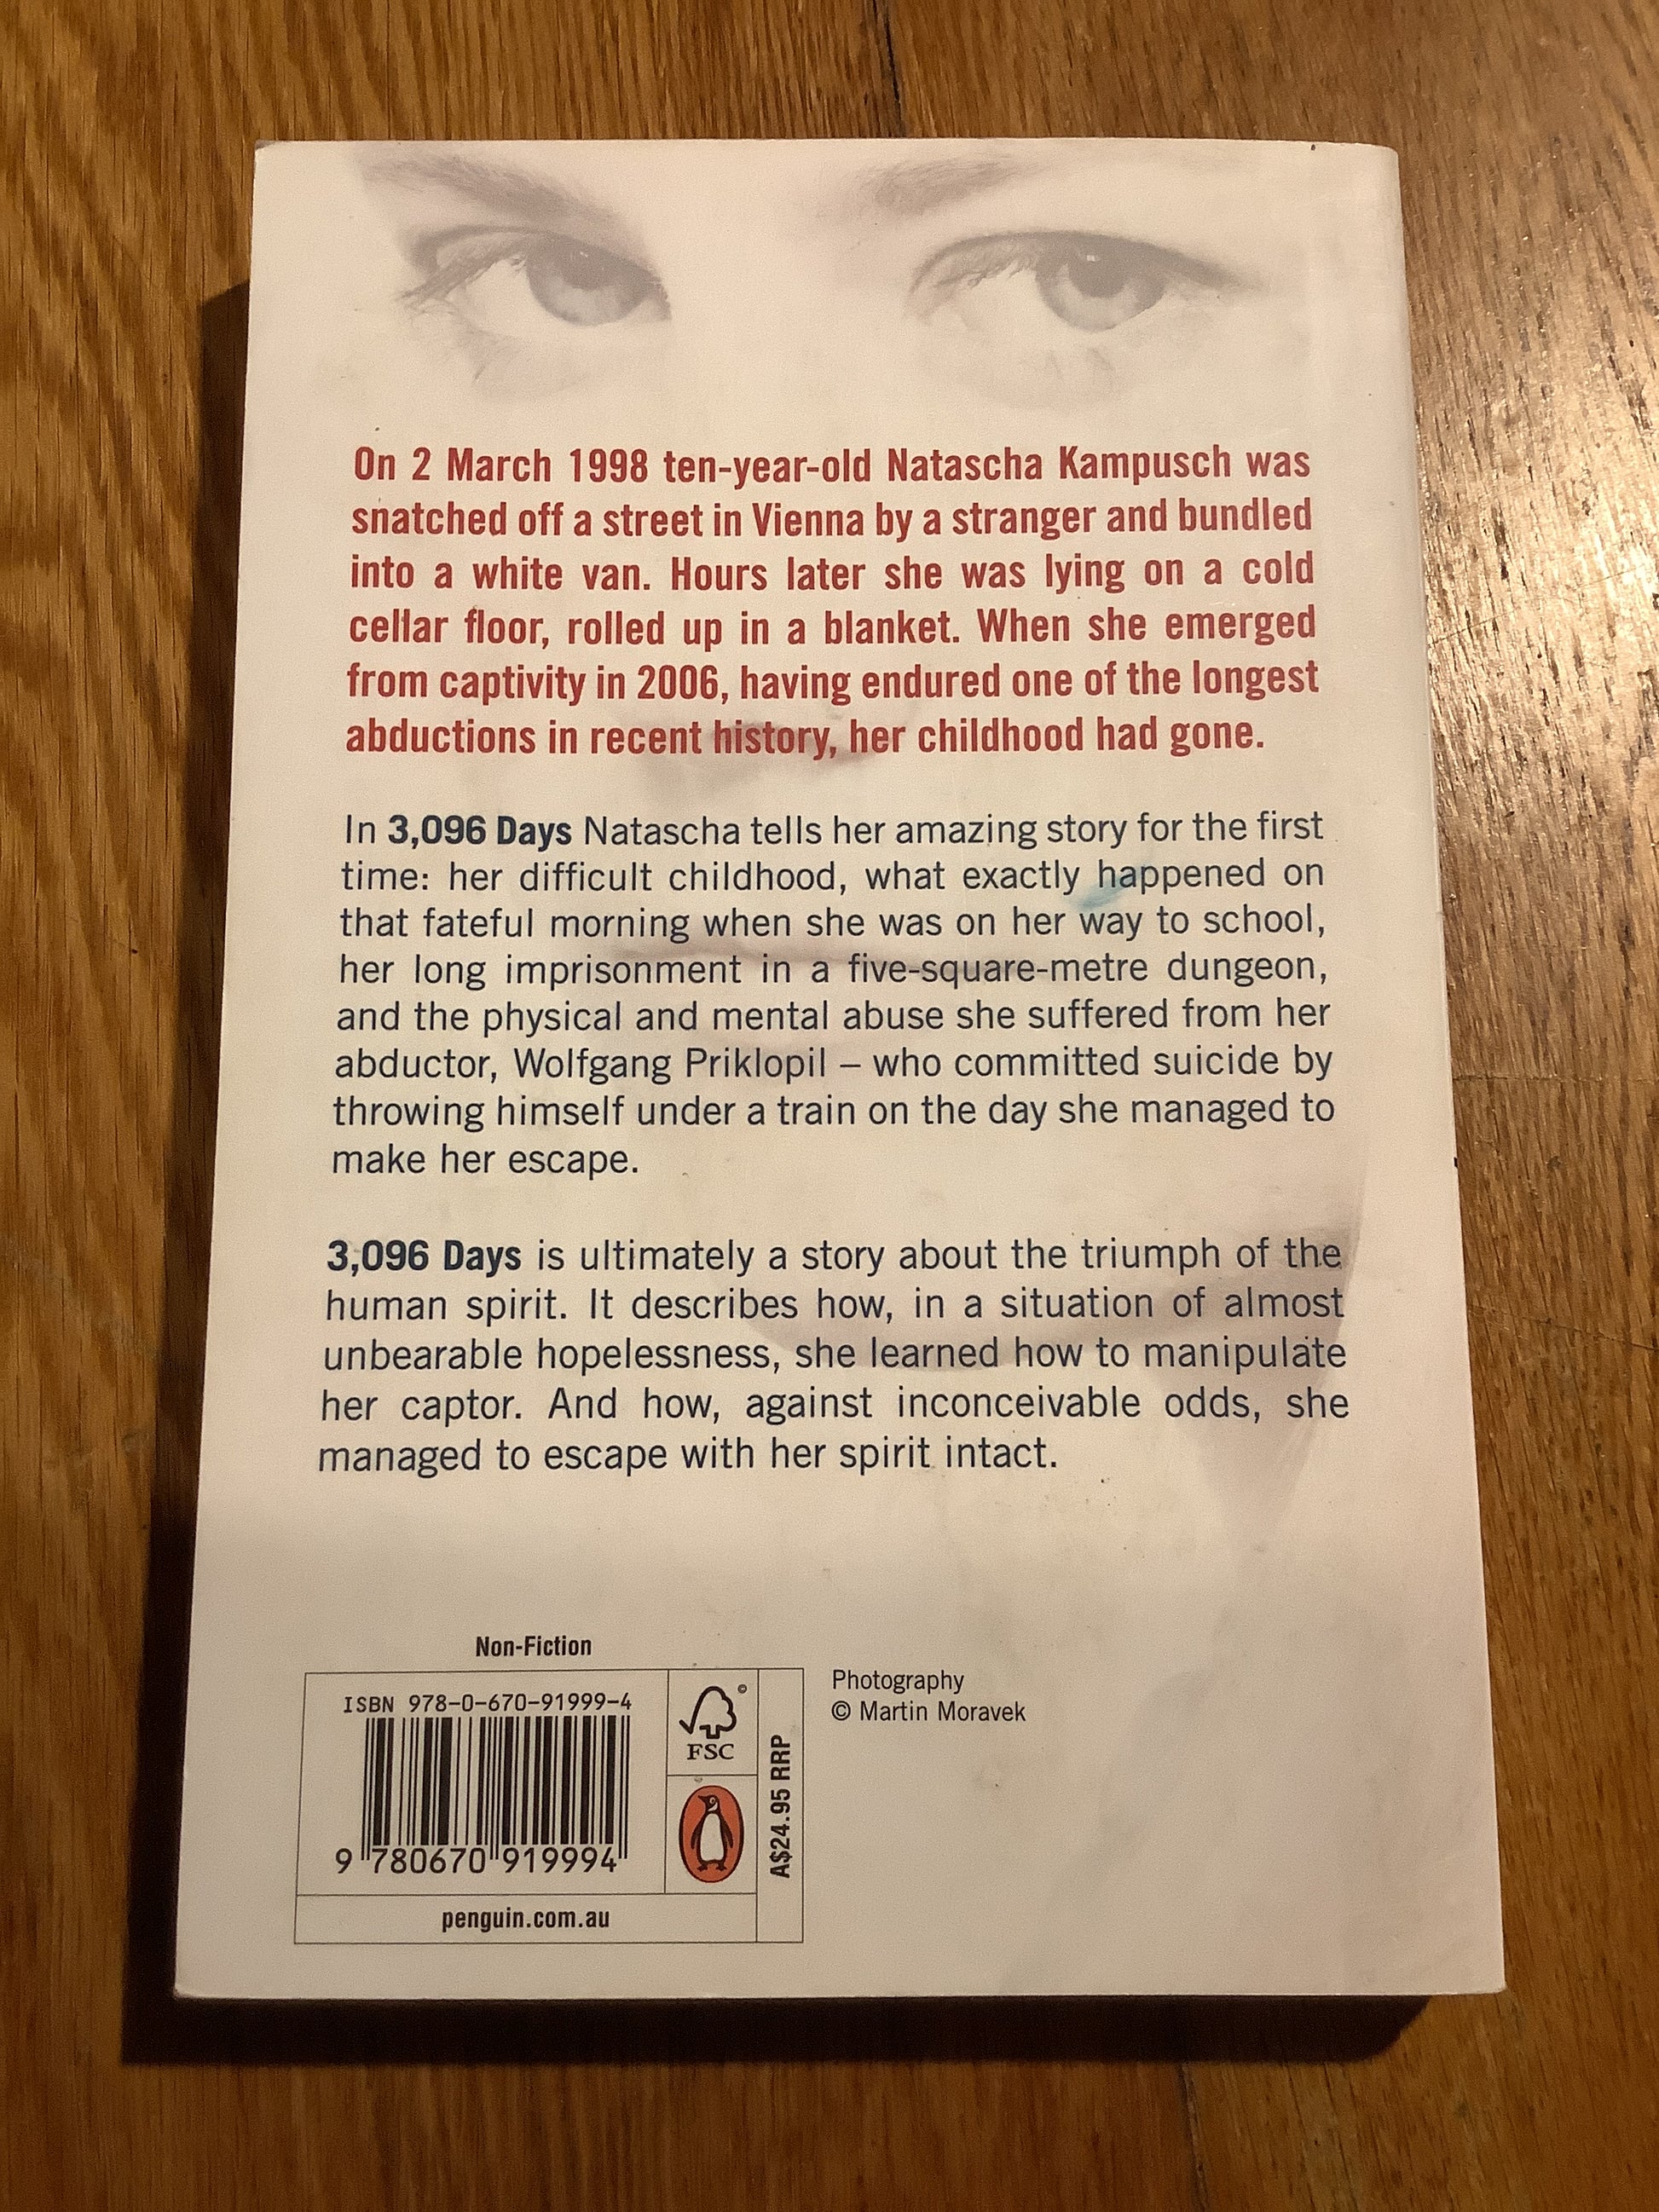 On 2 March 1998 ten-year-old Natascha Kampusch was
snatched off a street in Vienna by a stranger and bundled
into a white van. Hours later she was lying on a cold
cellar floor, rolled up in a blanket. When she emerged
from captivity in 2006, having endured one of the longest
abductions in recent history, her childhood had gone.
In 3,096 Days Natascha tells her amazing story for the first
time: her difficult childhood, what exactly happened on
that fateful morning when she was on her way to school,
her long imprisonment in a five-square-metre dungeon,
and the physical and mental abuse she suffered from her
abductor, Wolfgang Priklopil – who committed suicide by
throwing himself under a train on the day she managed to
make her escape.
3,096 Days is ultimately a story about the triumph of the
human spirit. It describes how, in a situation of almost
unbearable hopelessness, she learned how to manipulate
her captor. And how, against inconceivable odds, she
managed to escape with her spirit intact.
Non-Fiction
ISBN 978-0-670-91999-4
9 780670 919994
©
FSC
A$24.95 RRP
penguin.com.au
Photography
© Martin Moravek